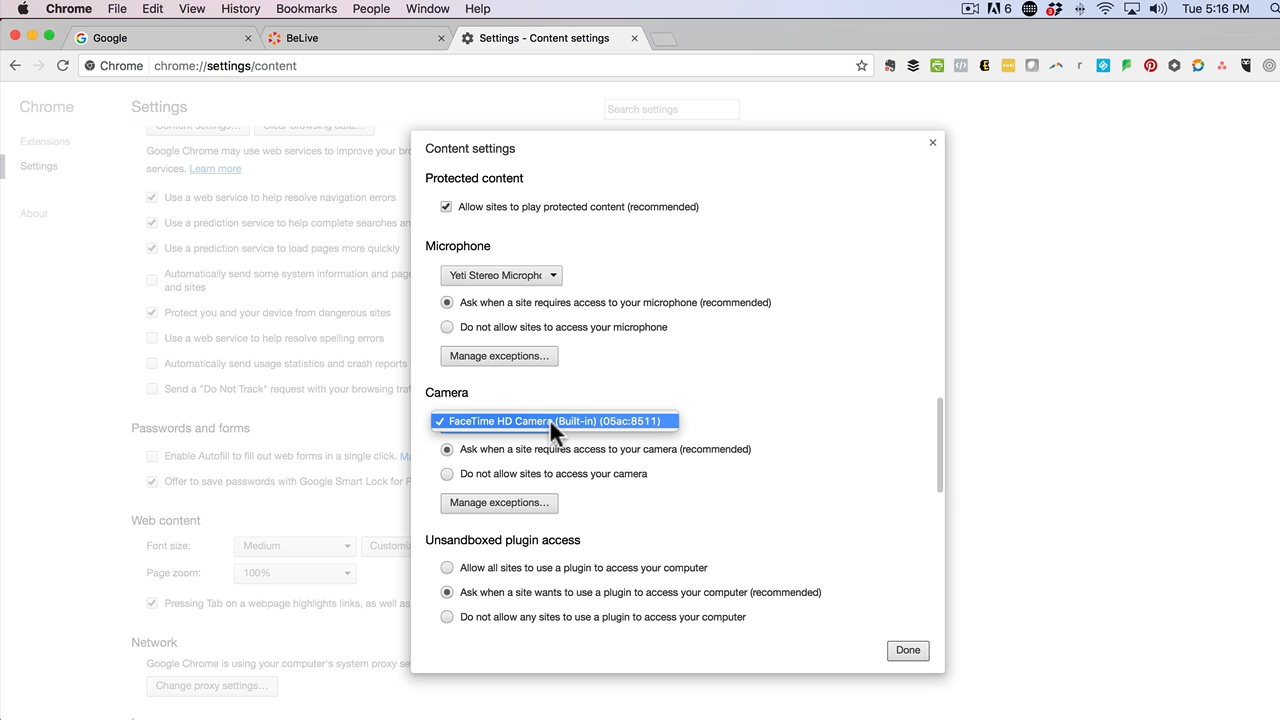 Chrome File Edit View History Bookmarks People Window Help 6 3 Tue 5:16 PM
Google BeLive Settings - Content settings
Chrome chrome://settings/content
Chrome
Settings
Search settings
Extensions
Settings
About
Content settings... Clear browsing data...
Google Chrome may use web services to improve your bro
services. Learn more
Use a web service to help resolve navigation errors
Use a prediction service to help complete searches an
Use a prediction service to load pages more quickly
Automatically send some system information and page
and sites
Protect you and your device from dangerous sites
Use a web service to help resolve spelling errors
Automatically send usage statistics and crash reports
Send a "Do Not Track" request with your browsing traf
Passwords and forms
Enable Autofill to fill out web forms in a single click. Ma
Offer to save passwords with Google Smart Lock for P
Web content
Font size: Medium Customiz
Page zoom: 100%
Pressing Tab on a webpage highlights links, as well as
Network
Google Chrome is using your computer's system proxy se
Change proxy settings...
Content settings
Protected content
Allow sites to play protected content (recommended)
Microphone
Yeti Stereo Micropho
Ask when a site requires access to your microphone (recommended)
Do not allow sites to access your microphone
Manage exceptions...
Camera
FaceTime HD Camera (Built-in) (05ac:8511)
Ask when a site requires access to your camera (recommended)
Do not allow sites to access your camera
Manage exceptions...
Unsandboxed plugin access
Allow all sites to use a plugin to access your computer
Ask when a site wants to use a plugin to access your computer (recommended)
Do not allow any sites to use a plugin to access your computer
Done